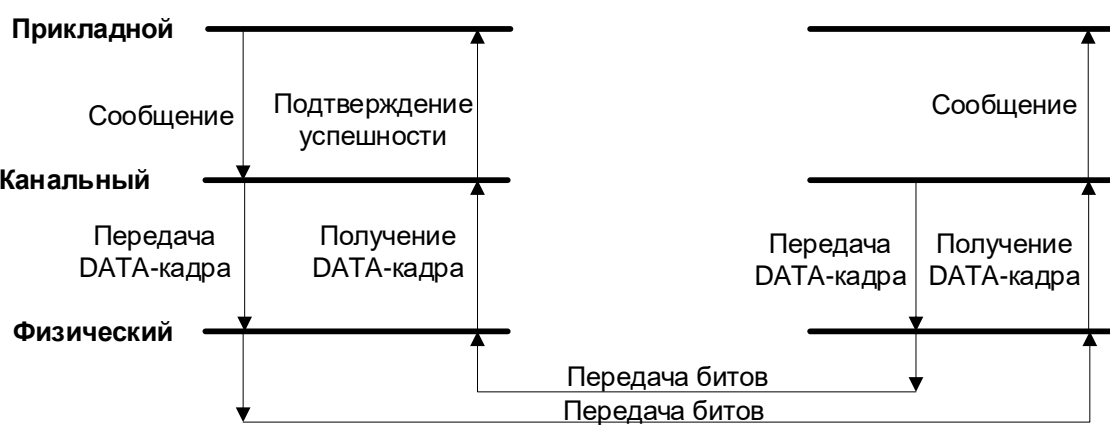 Прикладной
Сообщение
Подтверждение
успешности
Сообщение
Канальный
Передача
DATA-кадра
Получение
DATA-кадра
Передача
DATA-кадра
Получение
DATA-кадра
Физический
Передача битов
Передача битов